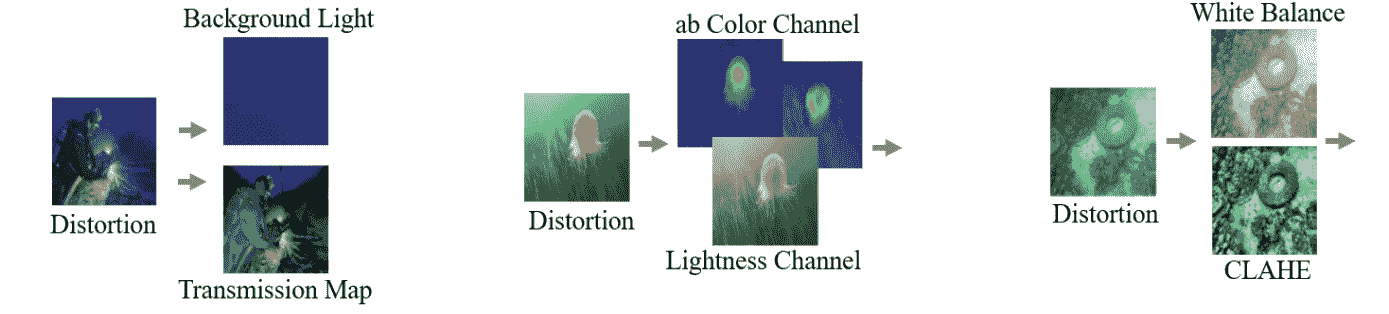 Background Light
Distortion
Transmission Map
ab Color Channel
Distortion
Lightness Channel
White Balance
Distortion
CLAHE